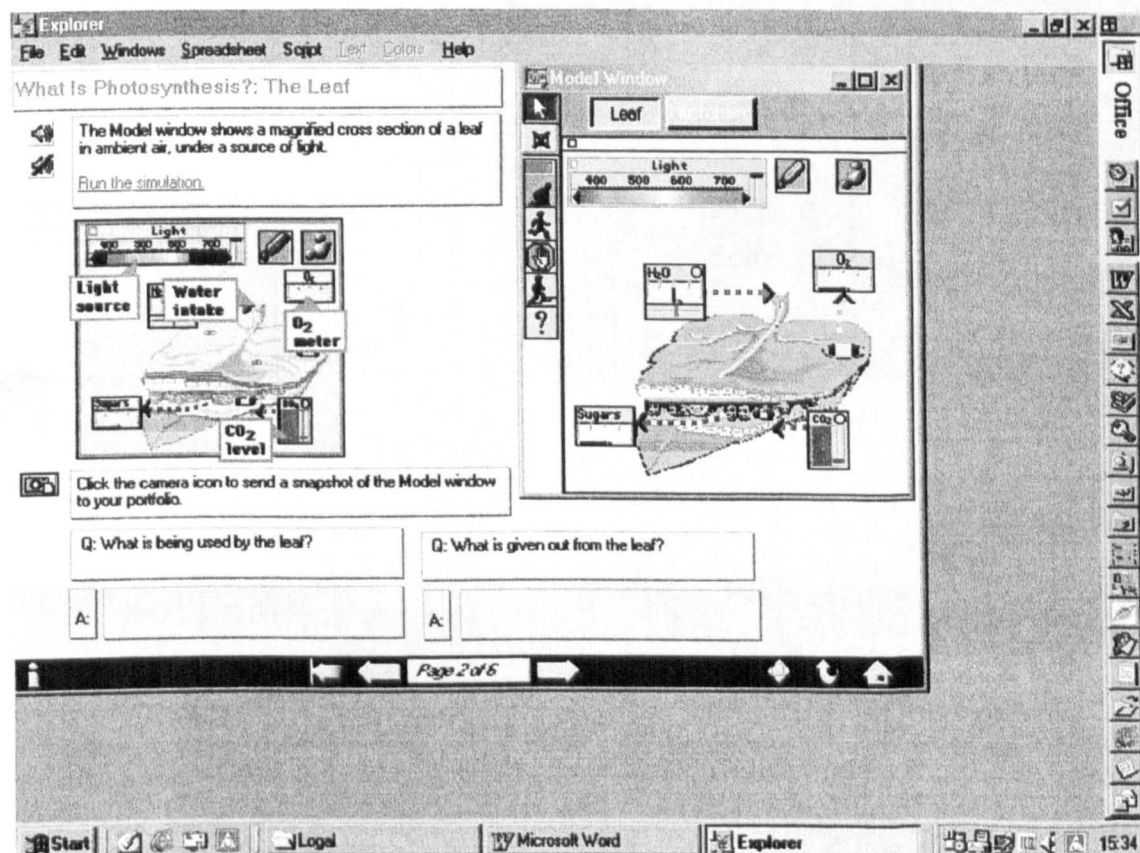 Explorer
File Edit Windows Spreadsheet Script Text Colors Help
What Is Photosynthesis?: The Leaf
The Model window shows a magnified cross section of a leaf
in ambient air, under a source of light.
Run the simulation.
Light
400 500 600 700
Light
source
Water
intake
O2
O2
meter
Sugars
H2O
CO2
level
Click the camera icon to send a snapshot of the Model window
to your portfolio.
Q: What is being used by the leaf?
Q: What is given out from the leaf?
A:
A:
Page 2 of 6
Model Window
Leaf
Light
400 500 600 700
H2O
O2
Sugars
CO2
?
Office
Start
Logal
Microsoft Word
Explorer
15:34